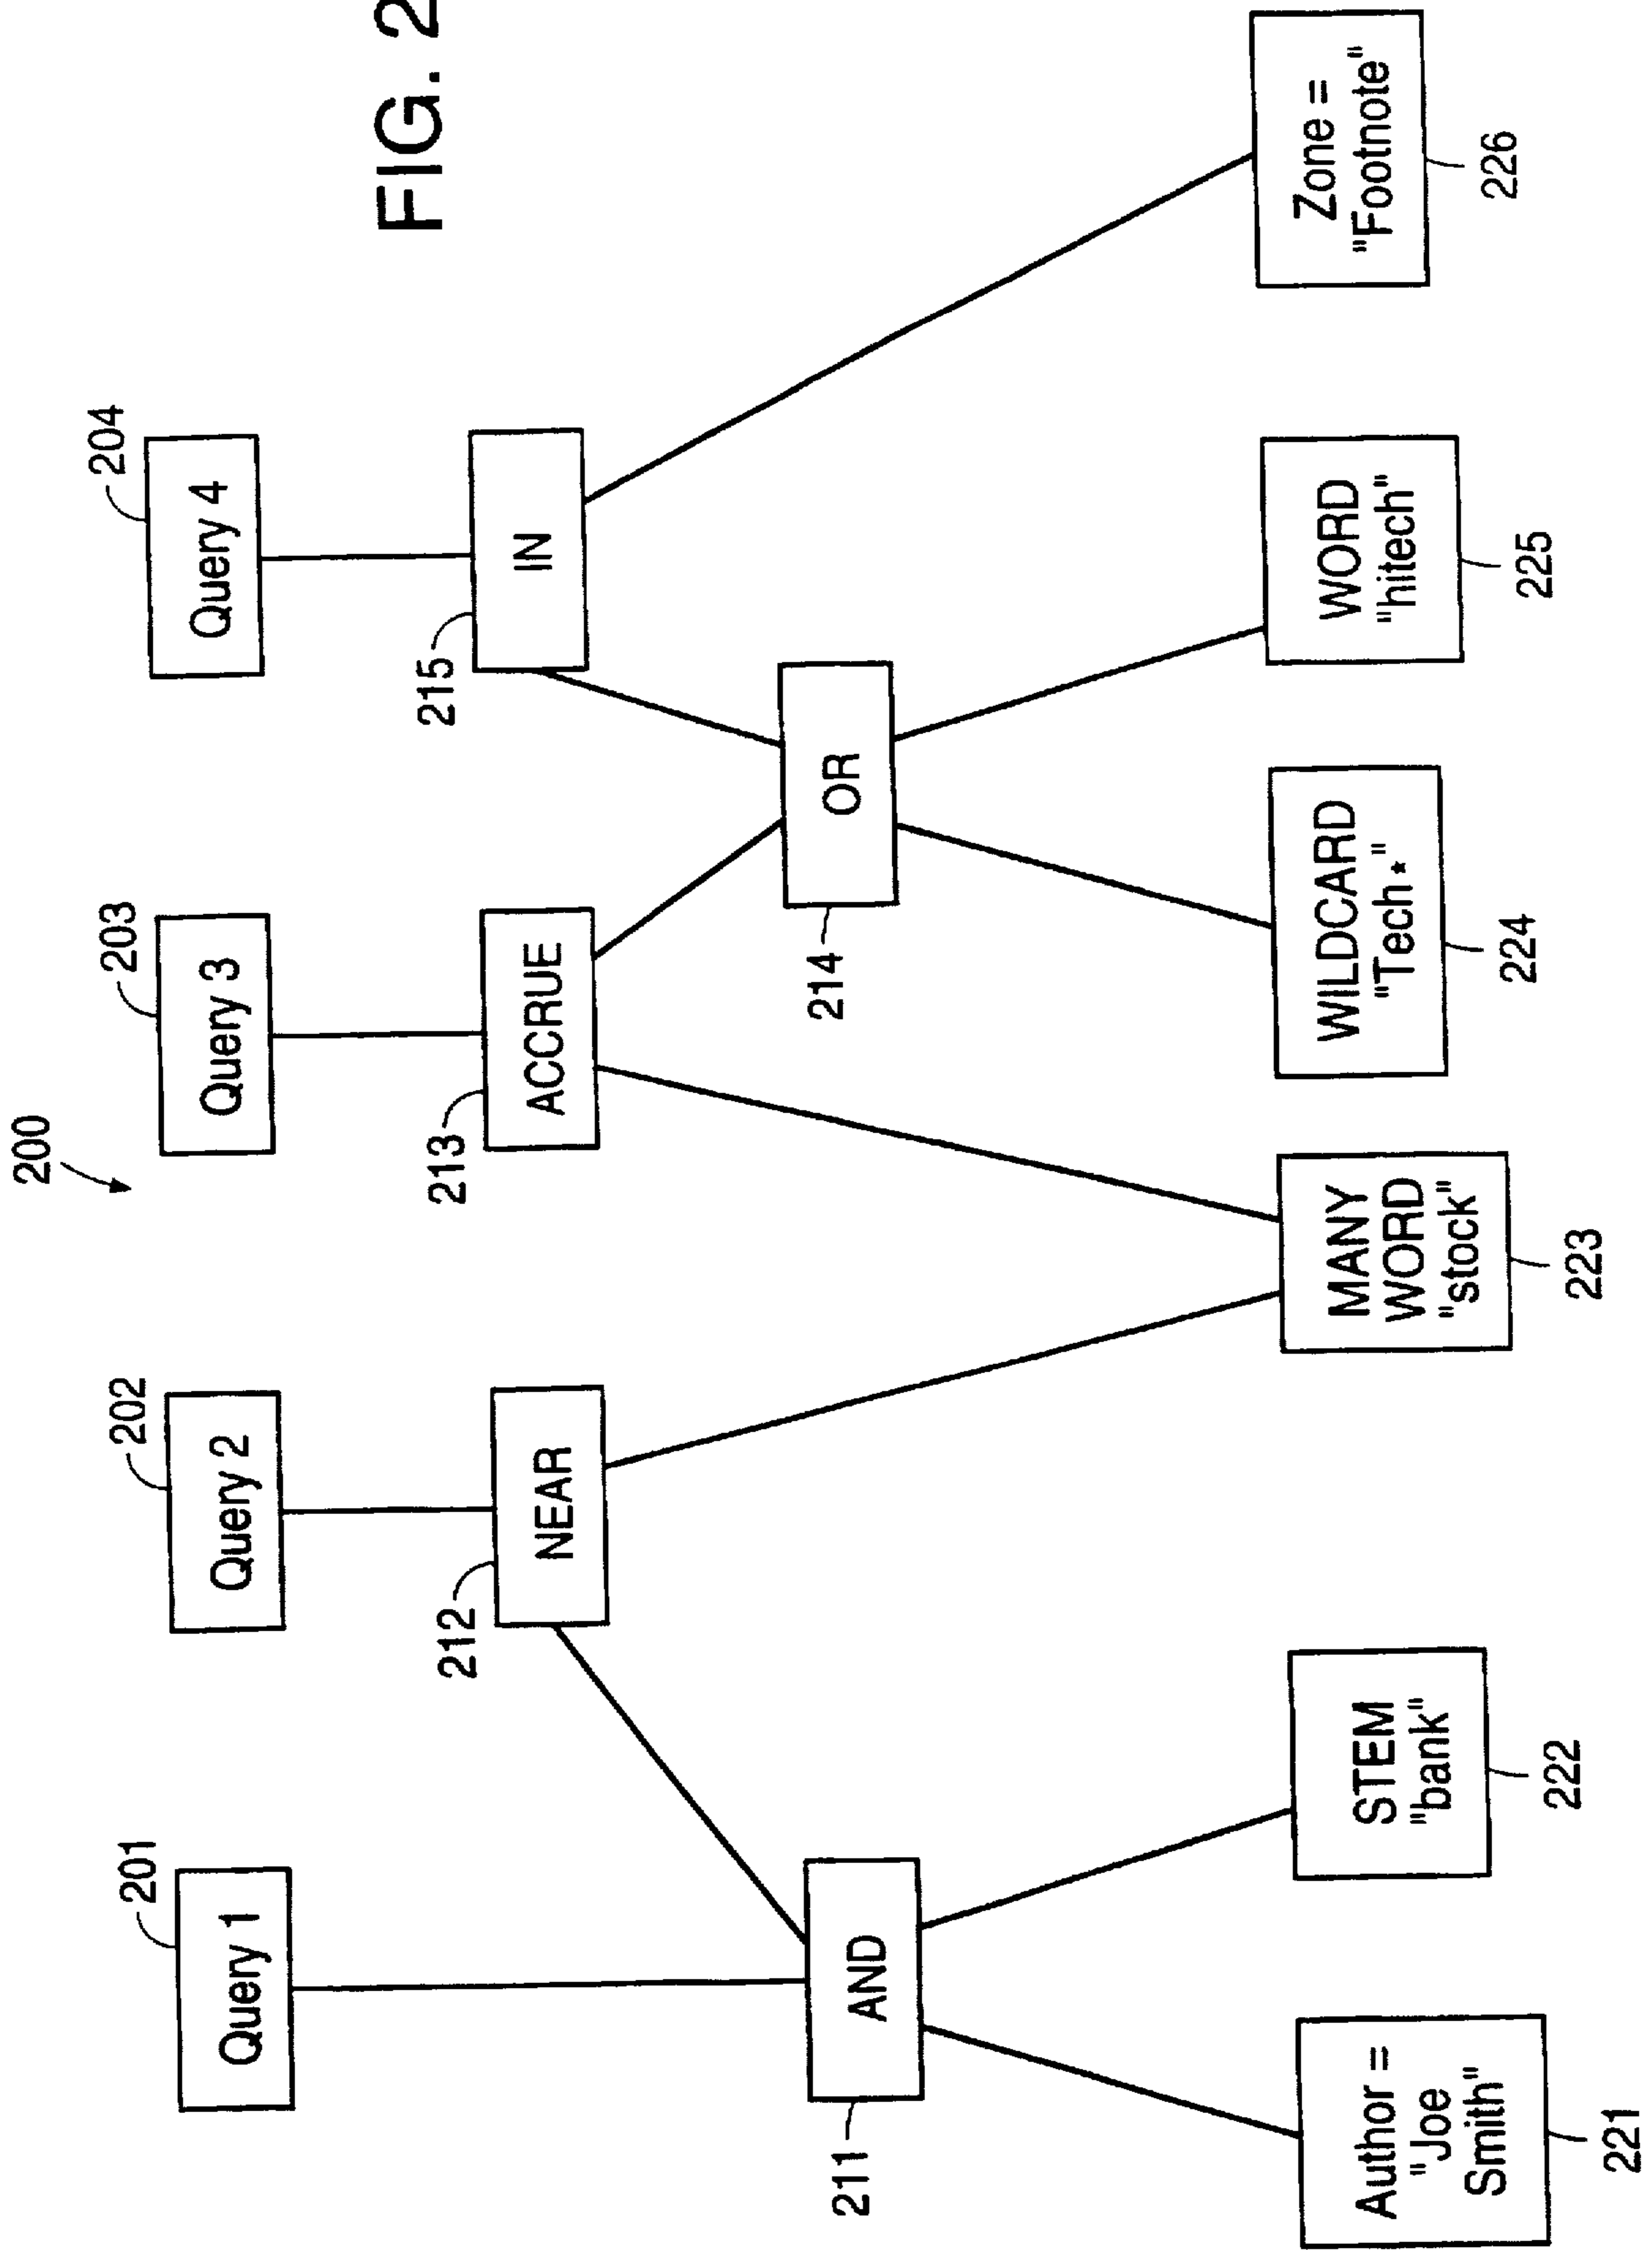 200
201
Query 1
202
Query 2
203
Query 3
204
Query 4
FIG. 2
212
NEAR
213
ACCRUE
215
IN
211
AND
214
OR
Author =
"Joe
Smith"
221
STEM
"bank"
222
MANY
WORD
"stock"
223
WILDCARD
"Tech*"
224
WORD
"hitech"
225
Zone =
"Footnote"
226